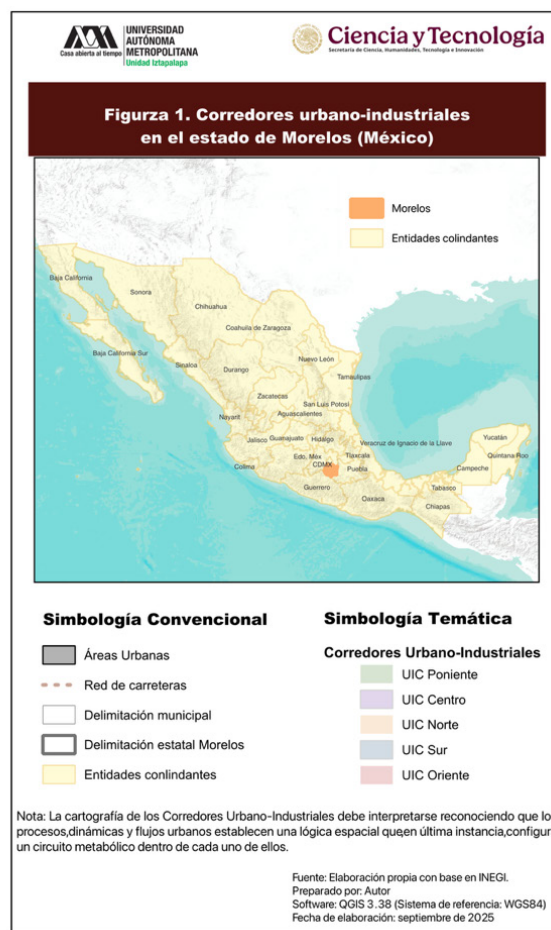 UNIVERSIDAD
AUTÓNOMA
METROPOLITANA
Casa abierta al tiempo Unidad Iztapalapa
Ciencia y Tecnología
Secretaría de Ciencia, Humanidades, Tecnología e Innovación
Figurza 1. Corredores urbano-industriales
en el estado de Morelos (México)
Morelos
Entidades colindantes
Baja California
Sonora
Chihuahua
Coahuila de Zaragoza
Baja California Sur
Sinaloa
Durango
Nuevo León
Tamaulipas
Zacatecas
San Luis Potosí
Aguascalientes
Nayarit
Jalisco
Guanajuato
Hidalgo
Veracruz de Ignacio de la Llave
Yucatán
Quintana Roo
Campeche
Colima
Edo, Méx
CDMX
Tlaxcala
Puebla
Tabasco
Guerrero
Oaxaca
Chiapas
Simbología Convencional
Áreas Urbanas
Red de carreteras
Delimitación municipal
Delimitación estatal Morelos
Entidades conlindantes
Simbología Temática
Corredores Urbano-Industriales
UIC Poniente
UIC Centro
UIC Norte
UIC Sur
UIC Oriente
Nota: La cartografía de los Corredores Urbano-Industriales debe interpretarse reconociendo que lo
procesos,dinámicas y flujos urbanos establecen una lógica espacial que,en última instancia,configur
un circuito metabólico dentro de cada uno de ellos.
Fuente: Elaboración propia con base en INEGI.
Preparado por: Autor
Software: QGIS 3.38 (Sistema de referencia: WGS84)
Fecha de elaboración: septiembre de 2025